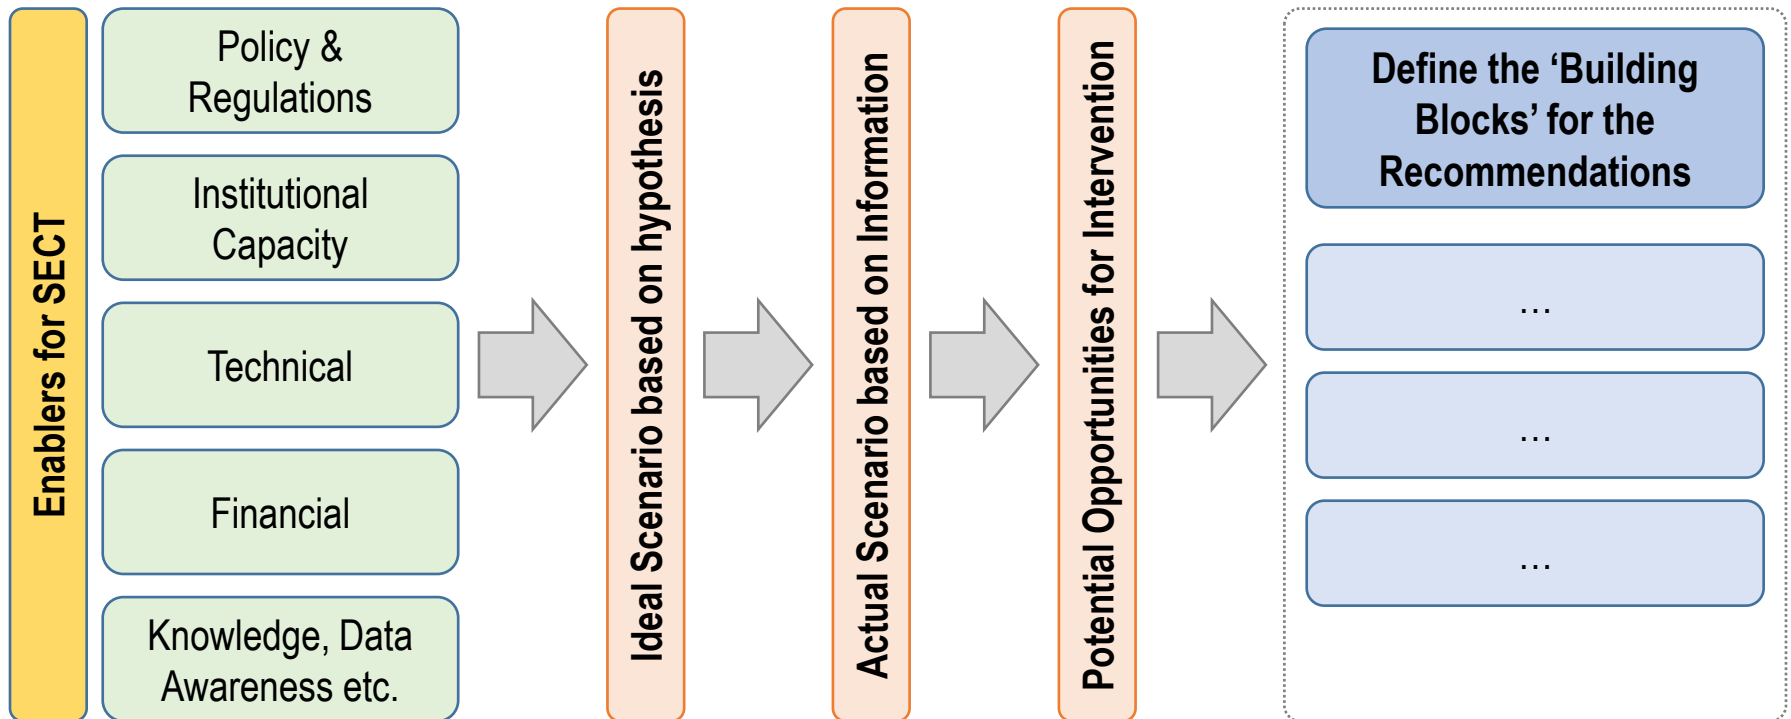 Enablers for SECT
Policy &
Regulations
Institutional
Capacity
Technical
Financial
Knowledge, Data
Awareness etc.
Ideal Scenario based on hypothesis
Actual Scenario based on Information
Potential Opportunities for Intervention
Define the ‘Building
Blocks’ for the
Recommendations
…
…
…